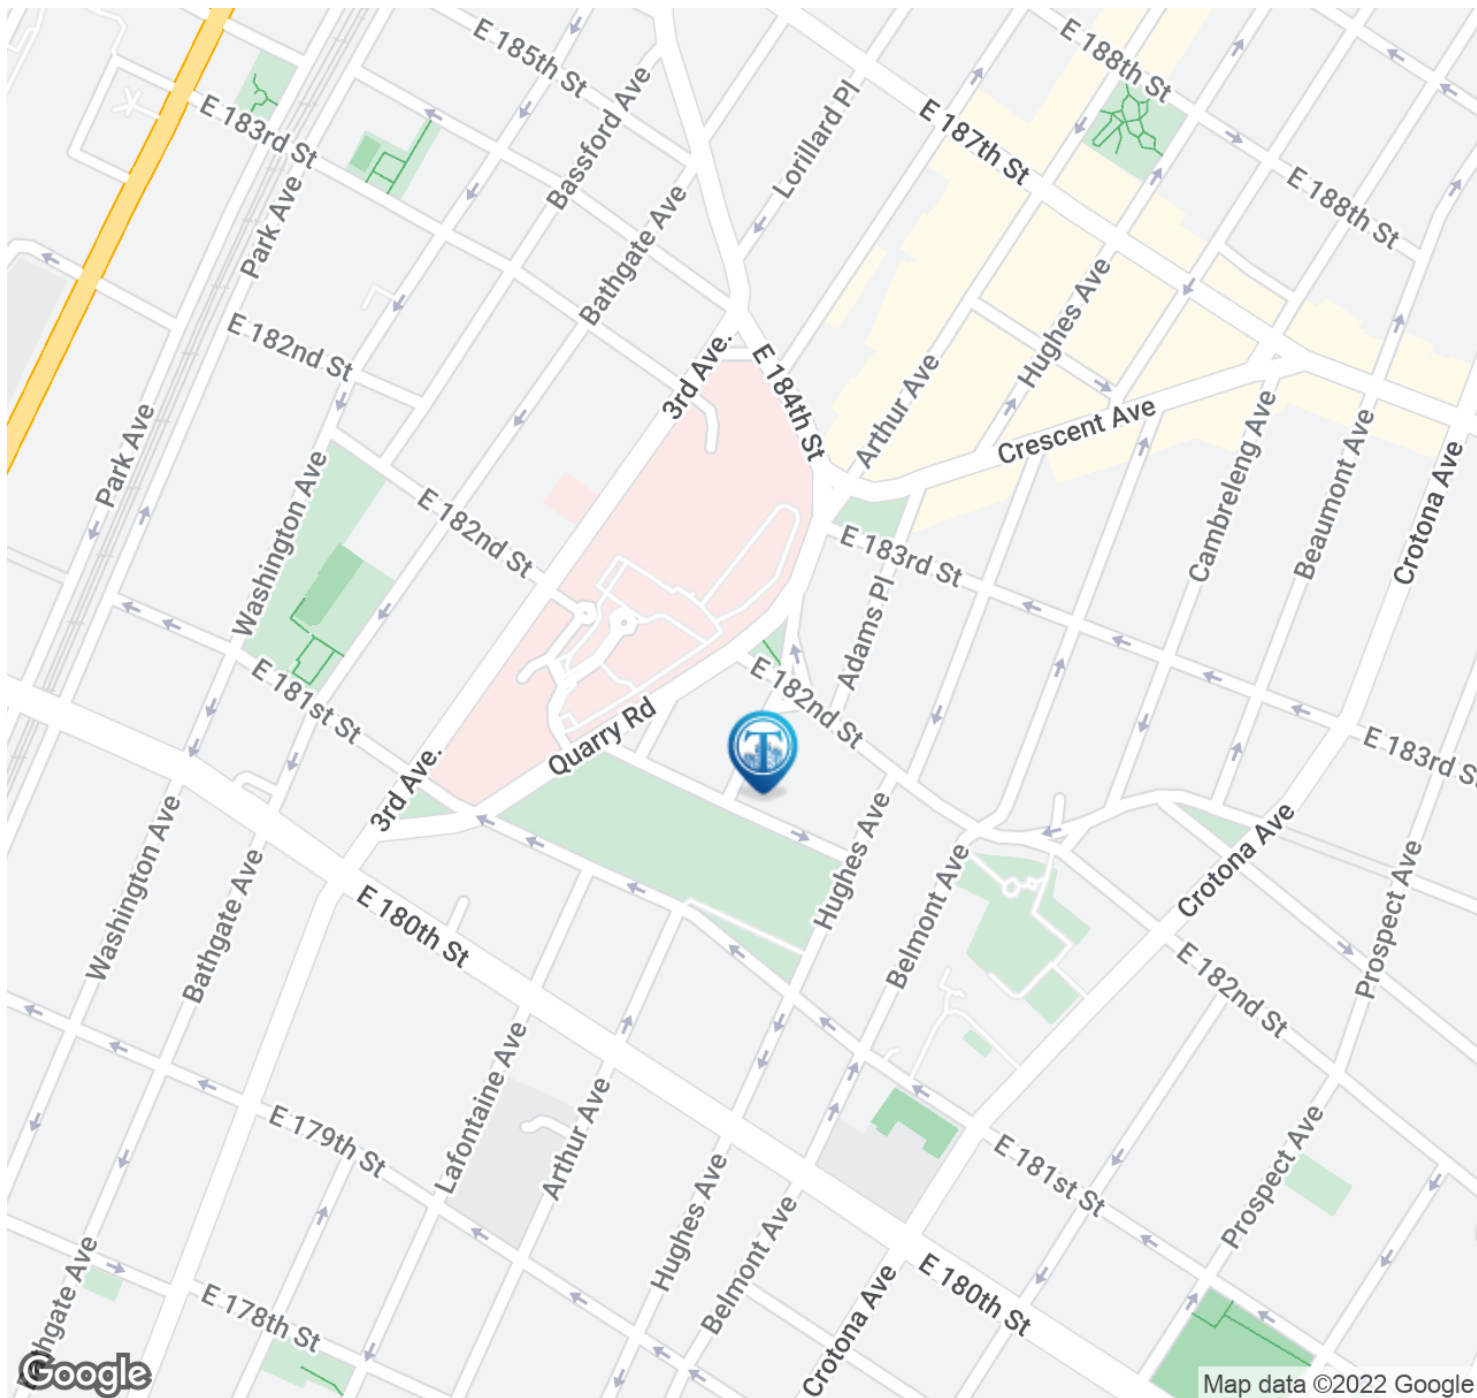 E 185th St
E 188th St
Bassford Ave
Lorillard Pl
E 183rd St
E 187th St
Park Ave
Bathgate Ave
E 188th St
Hughes Ave
E 182nd St
3rd Ave.
E 184th St
Arthur Ave
Crescent Ave
Park Ave
Washington Ave
Cambreleng Ave
Beaumont Ave
Crotona Ave
E 182nd St
E 183rd St
Adams Pl
E 181st St
Quarry Rd
E 182nd St
T
E 183rd St
3rd Ave.
Washington Ave
Bathgate Ave
Hughes Ave
Belmont Ave
Crotona Ave
Prospect Ave
E 180th St
E 182nd St
Lafontaine Ave
Arthur Ave
E 179th St
E 181st St
Prospect Ave
Hughes Ave
Belmont Ave
E 178th St
Crotona Ave
E 180th St
Google
Map data ©2022 Google